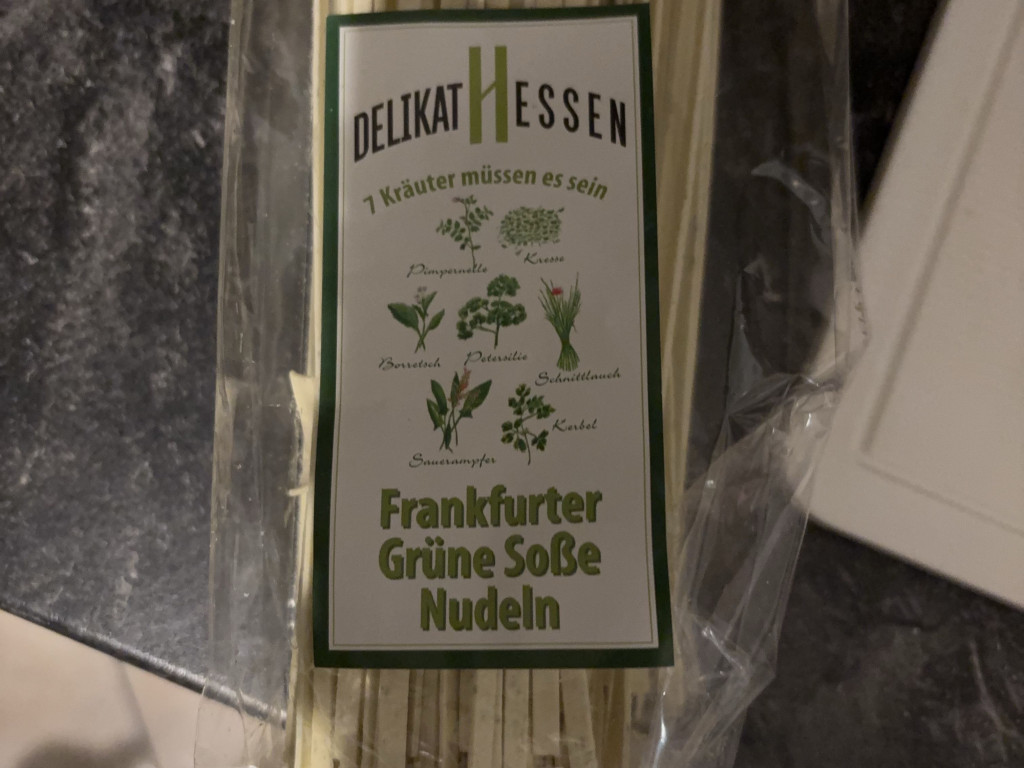 DELIKATHESSEN
7 Kräuter müssen es sein
Pimpernelle
Kresse
Borretsch
Petersilie
Schnittlauch
Sauerampfer
Kerbel
Frankfurter
Grüne Soße
Nudeln